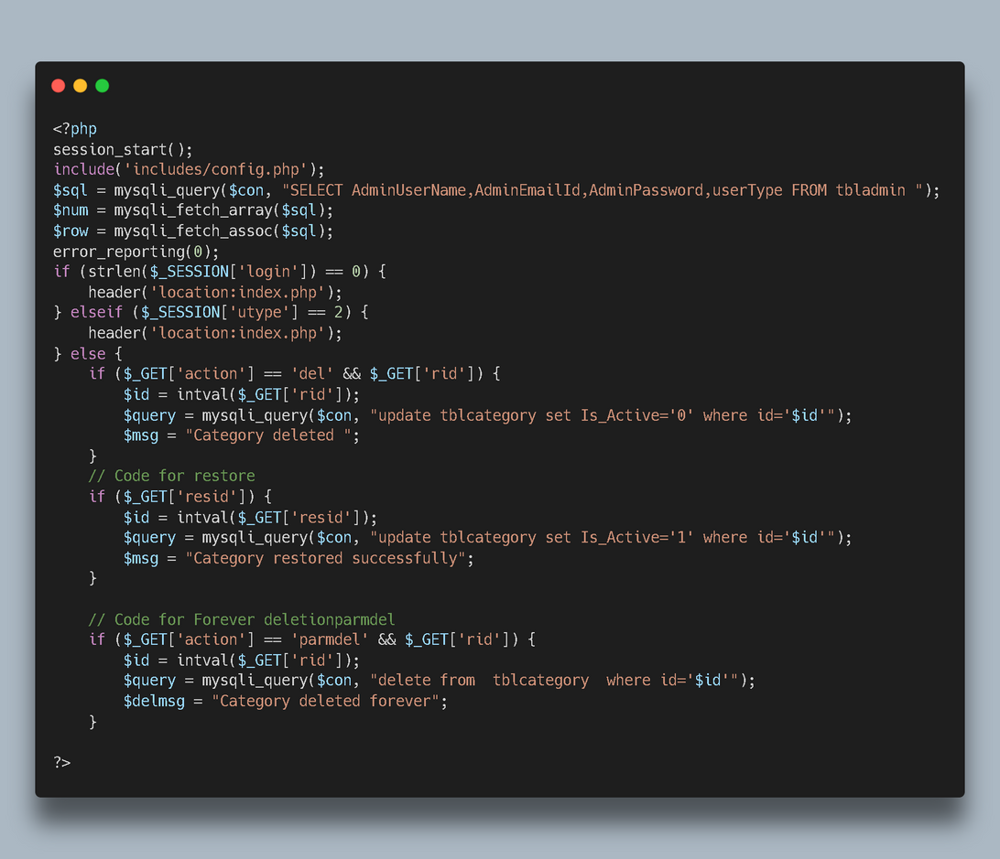 <?php
session_start();
include('includes/config.php');
$sql = mysqli_query($con, "SELECT AdminUserName,AdminEmailId,AdminPassword,userType FROM tbladmin ");
$num = mysqli_fetch_array($sql);
$row = mysqli_fetch_assoc($sql);
error_reporting(0);
if (strlen($_SESSION['login']) == 0) {
    header('location:index.php');
} elseif ($_SESSION['utype'] == 2) {
    header('location:index.php');
} else {
    if ($_GET['action'] == 'del' && $_GET['rid']) {
        $id = intval($_GET['rid']);
        $query = mysqli_query($con, "update tblcategory set Is_Active='0' where id='$id'");
        $msg = "Category deleted ";
    }
    // Code for restore
    if ($_GET['resid']) {
        $id = intval($_GET['resid']);
        $query = mysqli_query($con, "update tblcategory set Is_Active='1' where id='$id'");
        $msg = "Category restored successfully";
    }

    // Code for Forever deletionparmdel
    if ($_GET['action'] == 'parmdel' && $_GET['rid']) {
        $id = intval($_GET['rid']);
        $query = mysqli_query($con, "delete from  tblcategory  where id='$id'");
        $delmsg = "Category deleted forever";
    }

?>